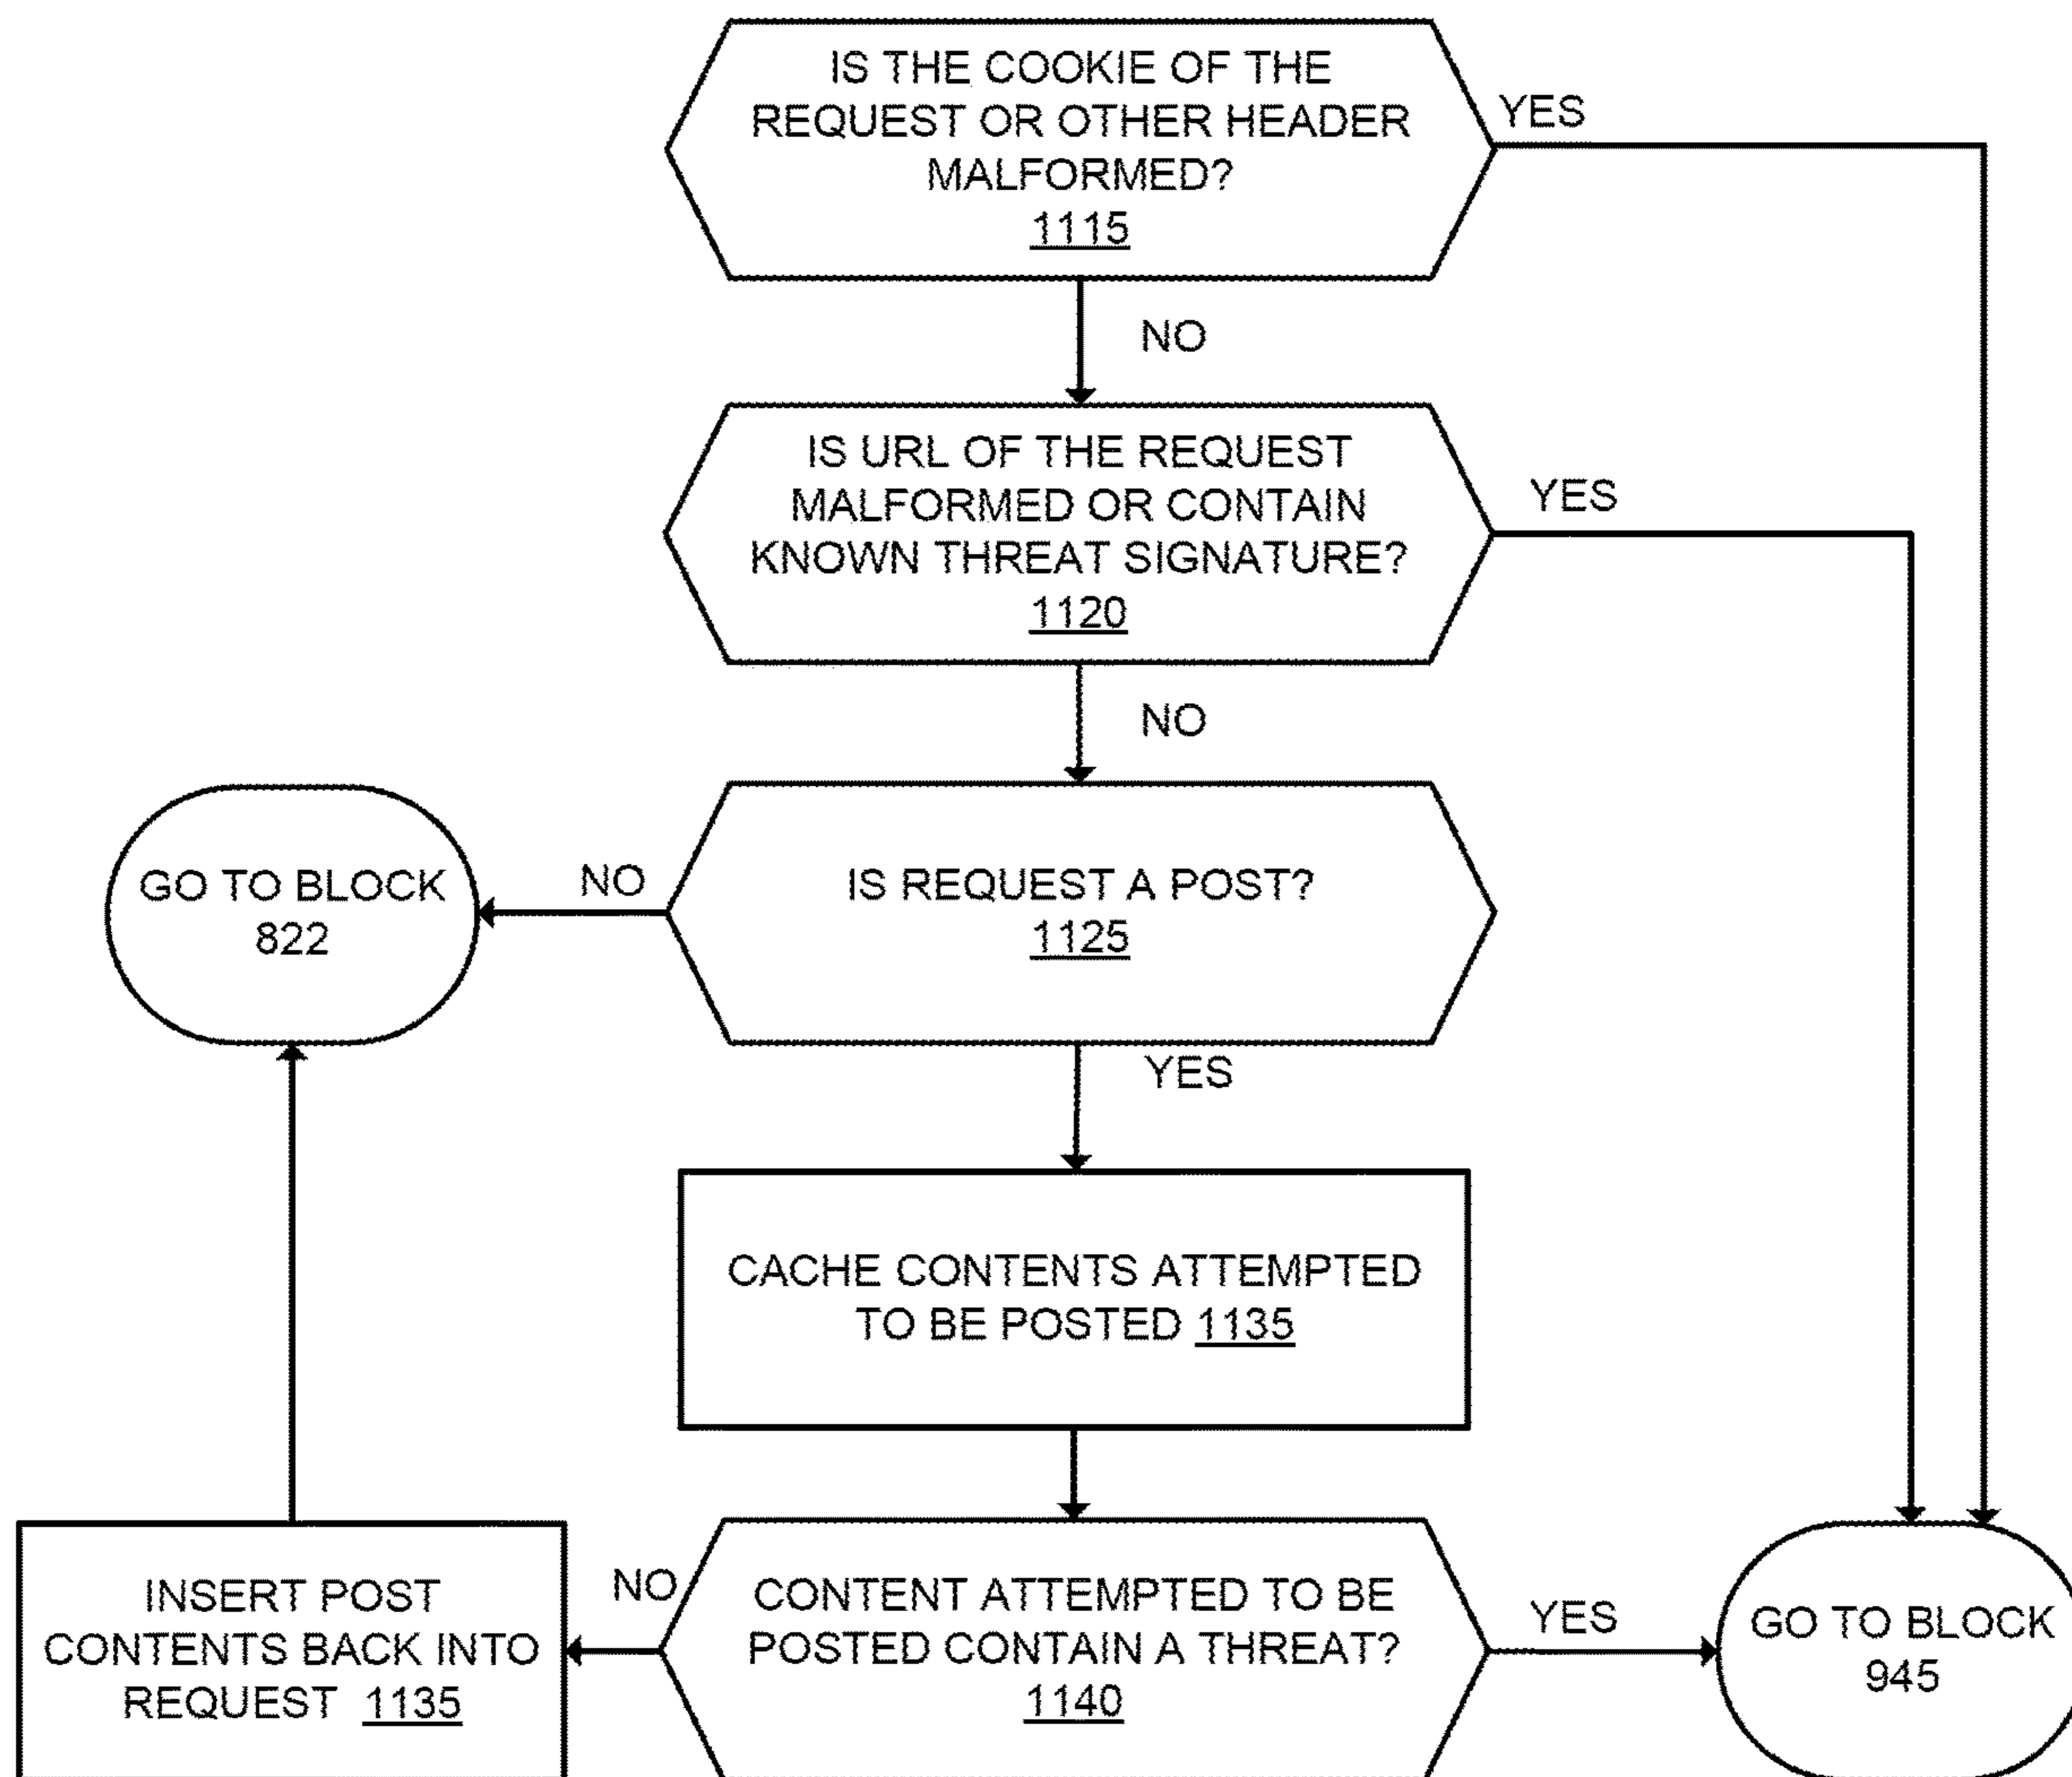 IS THE COOKIE OF THE
REQUEST OR OTHER HEADER
MALFORMED?
1115
YES
NO
IS URL OF THE REQUEST
MALFORMED OR CONTAIN
KNOWN THREAT SIGNATURE?
1120
YES
NO
GO TO BLOCK
822
NO
IS REQUEST A POST?
1125
YES
CACHE CONTENTS ATTEMPTED
TO BE POSTED 1135
INSERT POST
CONTENTS BACK INTO
REQUEST 1135
NO
CONTENT ATTEMPTED TO BE
POSTED CONTAIN A THREAT?
1140
YES
GO TO BLOCK
945